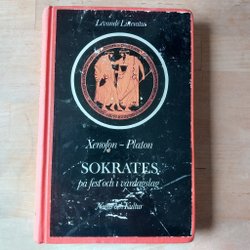 Levande Litteratur
Xenofon – Platon
SOKRATES
på fest och i vardagslag
Natur och Kultur